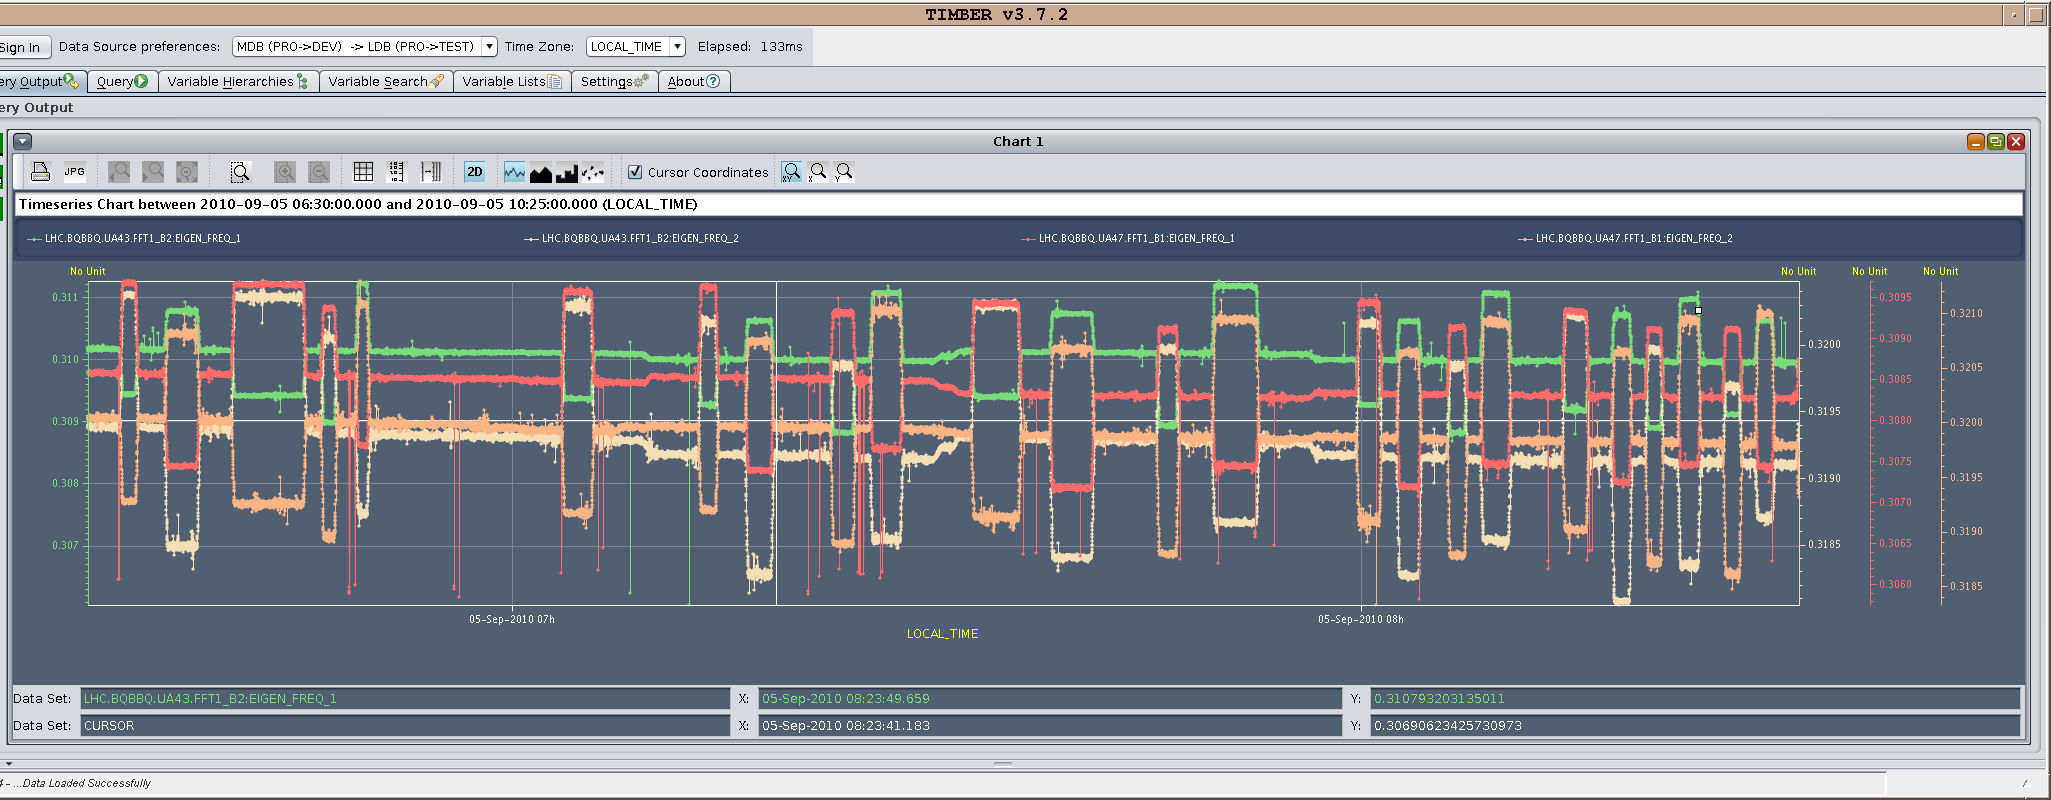 TIMBER v3.7.2
Sign In Data Source preferences: MDB (PRO->DEV) -> LDB (PRO->TEST) Time Zone: LOCAL_TIME Elapsed: 133ms
ery Output Query Variable Hierarchies Variable Search Variable Lists Settings About
ery Output
Chart 1
JPG 2D Cursor Coordinates XY X Y
Timeseries Chart between 2010-09-05 06:30:00.000 and 2010-09-05 10:25:00.000 (LOCAL_TIME)
LHC.BQBBQ.UA43.FFT1_B2:EIGEN_FREQ_1 LHC.BQBBQ.UA43.FFT1_B2:EIGEN_FREQ_2 LHC.BQBBQ.UA47.FFT1_B1:EIGEN_FREQ_1 LHC.BQBBQ.UA47.FFT1_B1:EIGEN_FREQ_2
No Unit No Unit No Unit No Unit
0.311 0.3095
0.3210
0.3090
0.3200
0.310
0.3205
0.3085
0.3195
0.309 0.3080 0.3200
0.3075
0.3190 0.3195
0.308
0.3070
0.3190
0.307 0.3185 0.3065
0.3060 0.3185
05-Sep-2010 07h 05-Sep-2010 08h
LOCAL_TIME
Data Set: LHC.BQBBQ.UA43.FFT1_B2:EIGEN_FREQ_1 X: 05-Sep-2010 08:23:49.659 Y: 0.310793203135011
Data Set: CURSOR X: 05-Sep-2010 08:23:41.183 Y: 0.30690623425730973
4 - ...Data Loaded Successfully